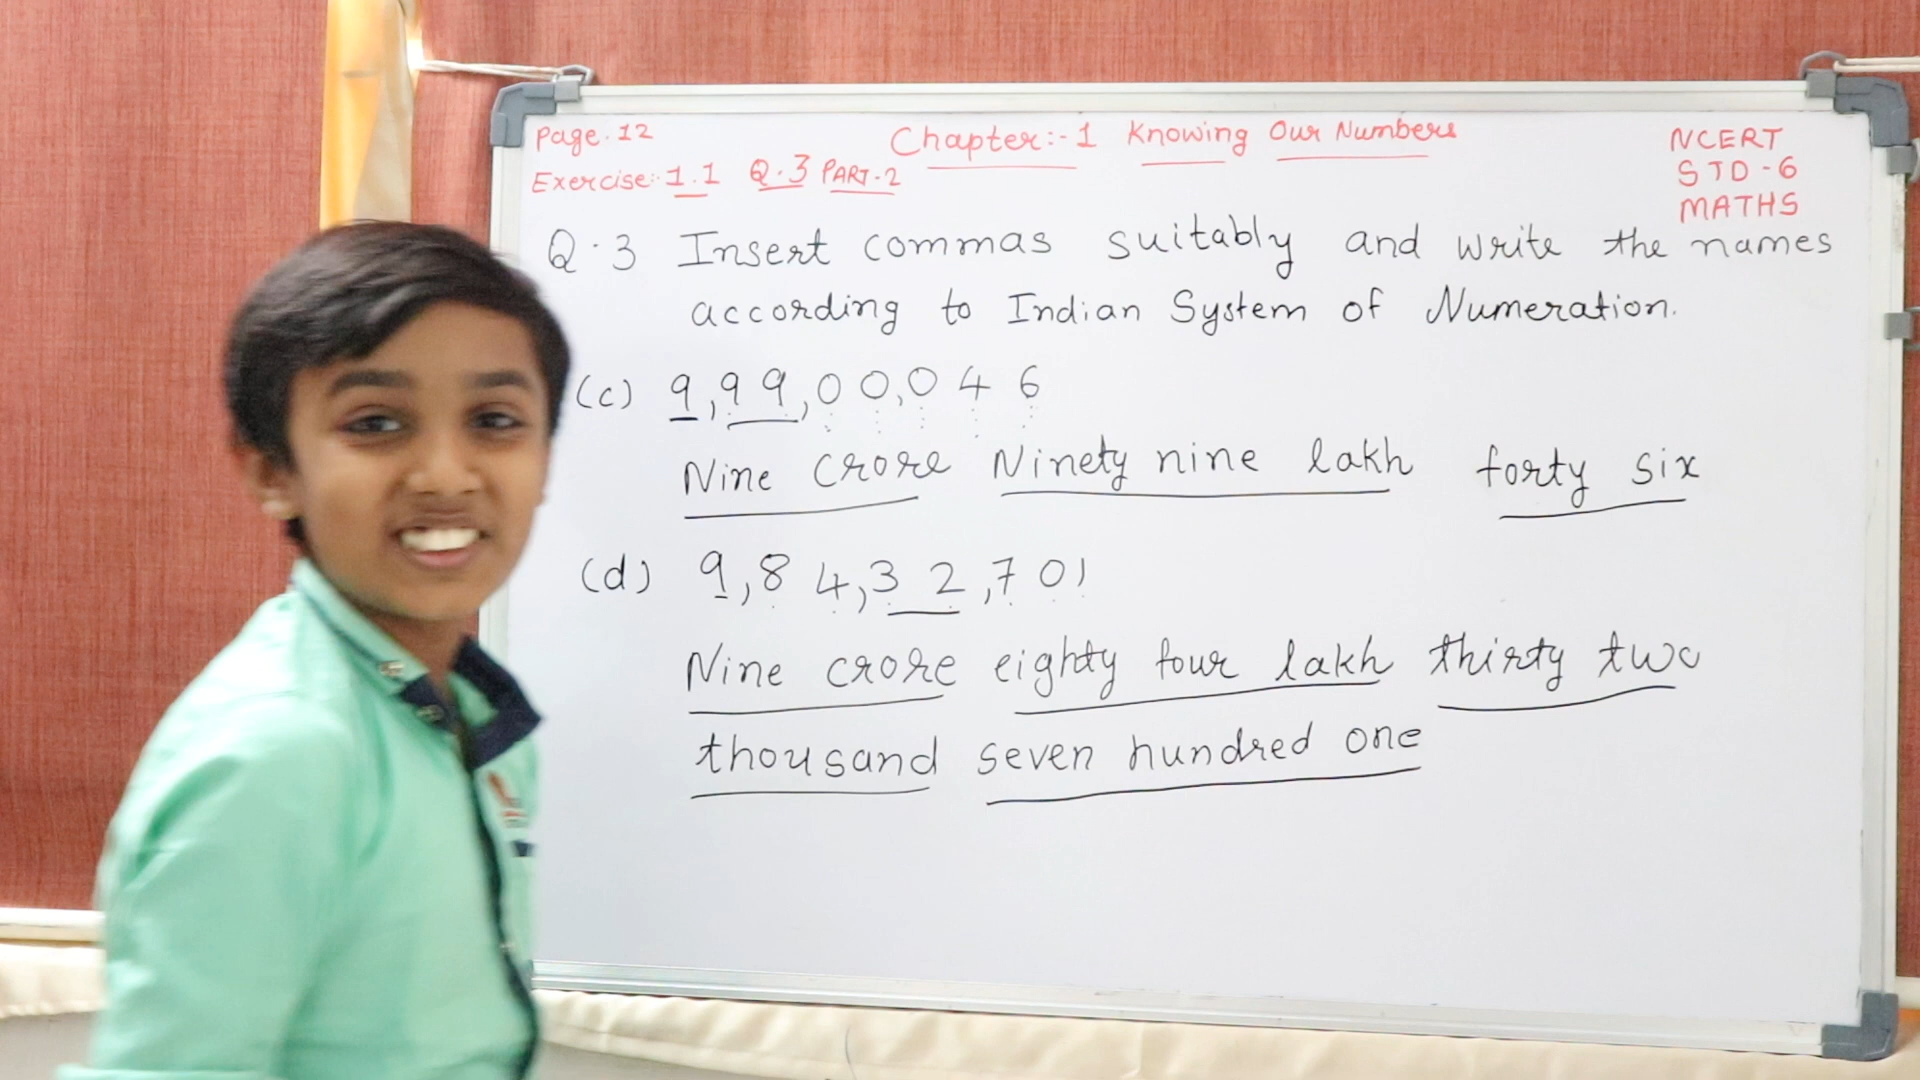 Page. 12
Exercise:- 1.1 Q.3 PART-2
Chapter:- 1 Knowing Our Numbers
NCERT
STD-6
MATHS
Q.3 Insert commas suitably and write the names
according to Indian System of Numeration.
(c) 9,99,00,046
Nine crore Ninety nine lakh forty six
(d) 9,84,32,701
Nine crore eighty four lakh thirty two
thousand seven hundred one